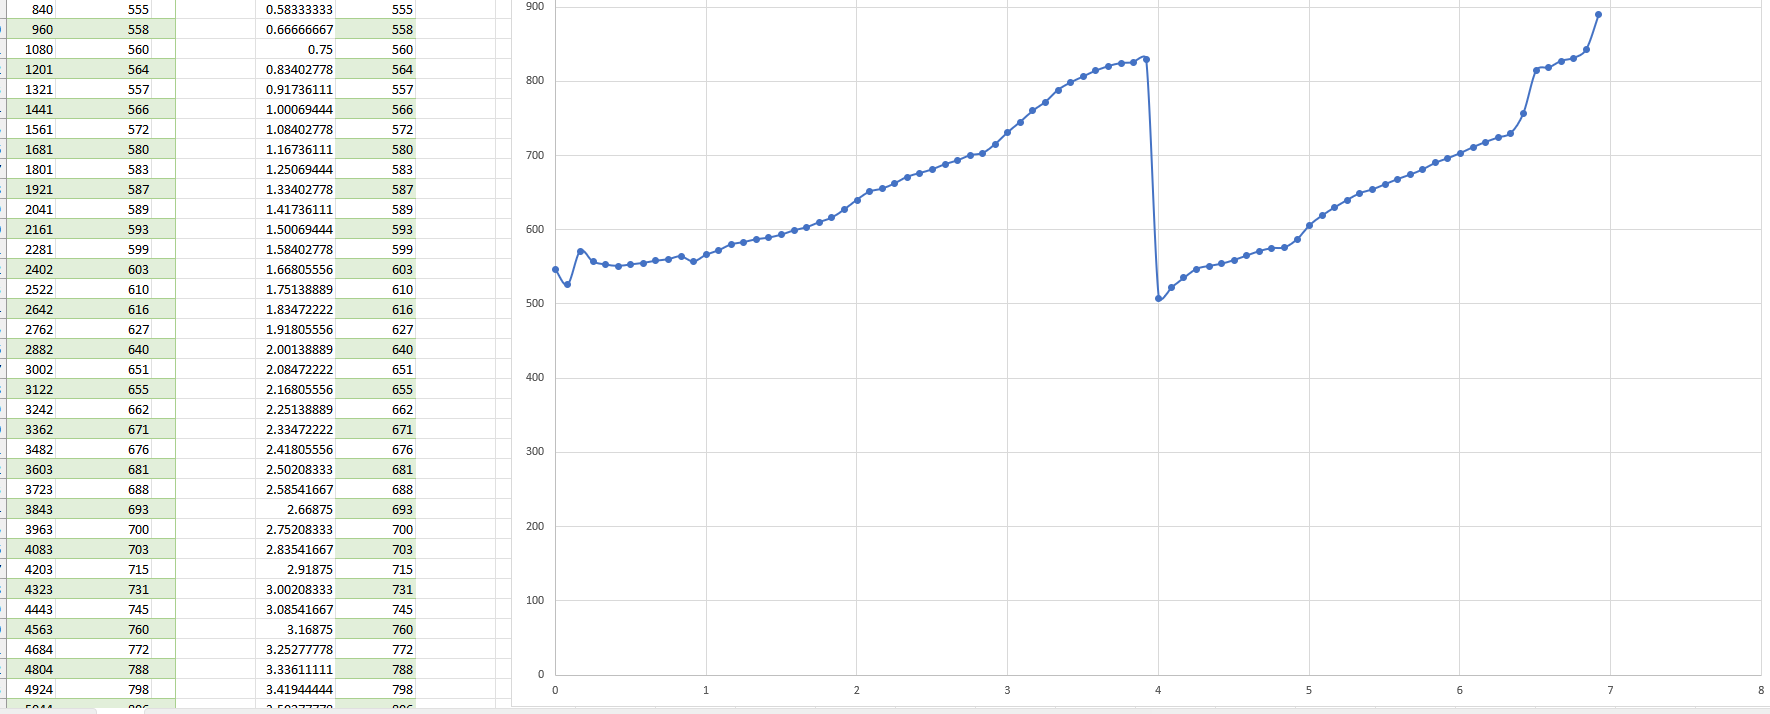 840 555 0.58333333 555
960 558 0.66666667 558
1080 560 0.75 560
1201 564 0.83402778 564
1321 557 0.91736111 557
1441 566 1.00069444 566
1561 572 1.08402778 572
1681 580 1.16736111 580
1801 583 1.25069444 583
1921 587 1.33402778 587
2041 589 1.41736111 589
2161 593 1.50069444 593
2281 599 1.58402778 599
2402 603 1.66805556 603
2522 610 1.75138889 610
2642 616 1.83472222 616
2762 627 1.91805556 627
2882 640 2.00138889 640
3002 651 2.08472222 651
3122 655 2.16805556 655
3242 662 2.25138889 662
3362 671 2.33472222 671
3482 676 2.41805556 676
3603 681 2.50208333 681
3723 688 2.58541667 688
3843 693 2.66875 693
3963 700 2.75208333 700
4083 703 2.83541667 703
4203 715 2.91875 715
4323 731 3.00208333 731
4443 745 3.08541667 745
4563 760 3.16875 760
4684 772 3.25277778 772
4804 788 3.33611111 788
4924 798 3.41944444 798
900
800
700
600
500
400
300
200
100
0
0 1 2 3 4 5 6 7 8